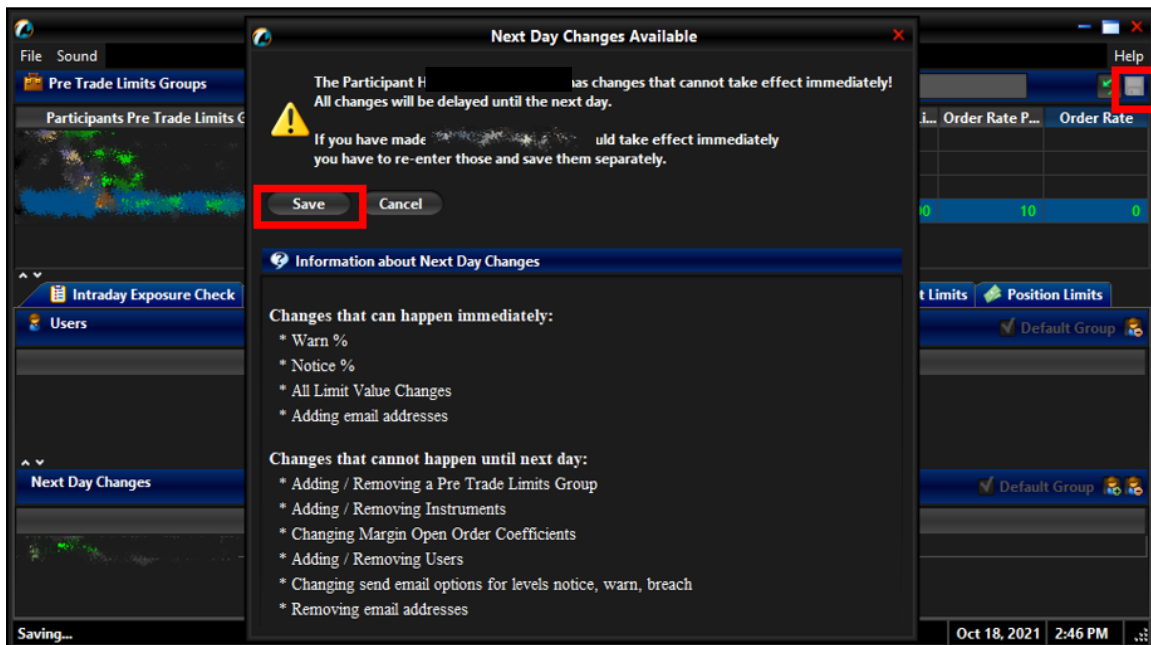 Next Day Changes Available
File Sound
Help
Pre Trade Limits Groups
The Participant H has changes that cannot take effect immediately!
All changes will be delayed until the next day.
Participants Pre Trade Limits G
Order Rate P... Order Rate
If you have made uld take effect immediately
you have to re-enter those and save them separately.
Save Cancel
10 0
Information about Next Day Changes
Intraday Exposure Check
t Limits Position Limits
Users
Default Group
Changes that can happen immediately:
* Warn %
* Notice %
* All Limit Value Changes
* Adding email addresses
Changes that cannot happen until next day:
Next Day Changes
Default Group
* Adding / Removing a Pre Trade Limits Group
* Adding / Removing Instruments
* Changing Margin Open Order Coefficients
* Adding / Removing Users
* Changing send email options for levels notice, warn, breach
* Removing email addresses
Saving...
Oct 18, 2021 2:46 PM